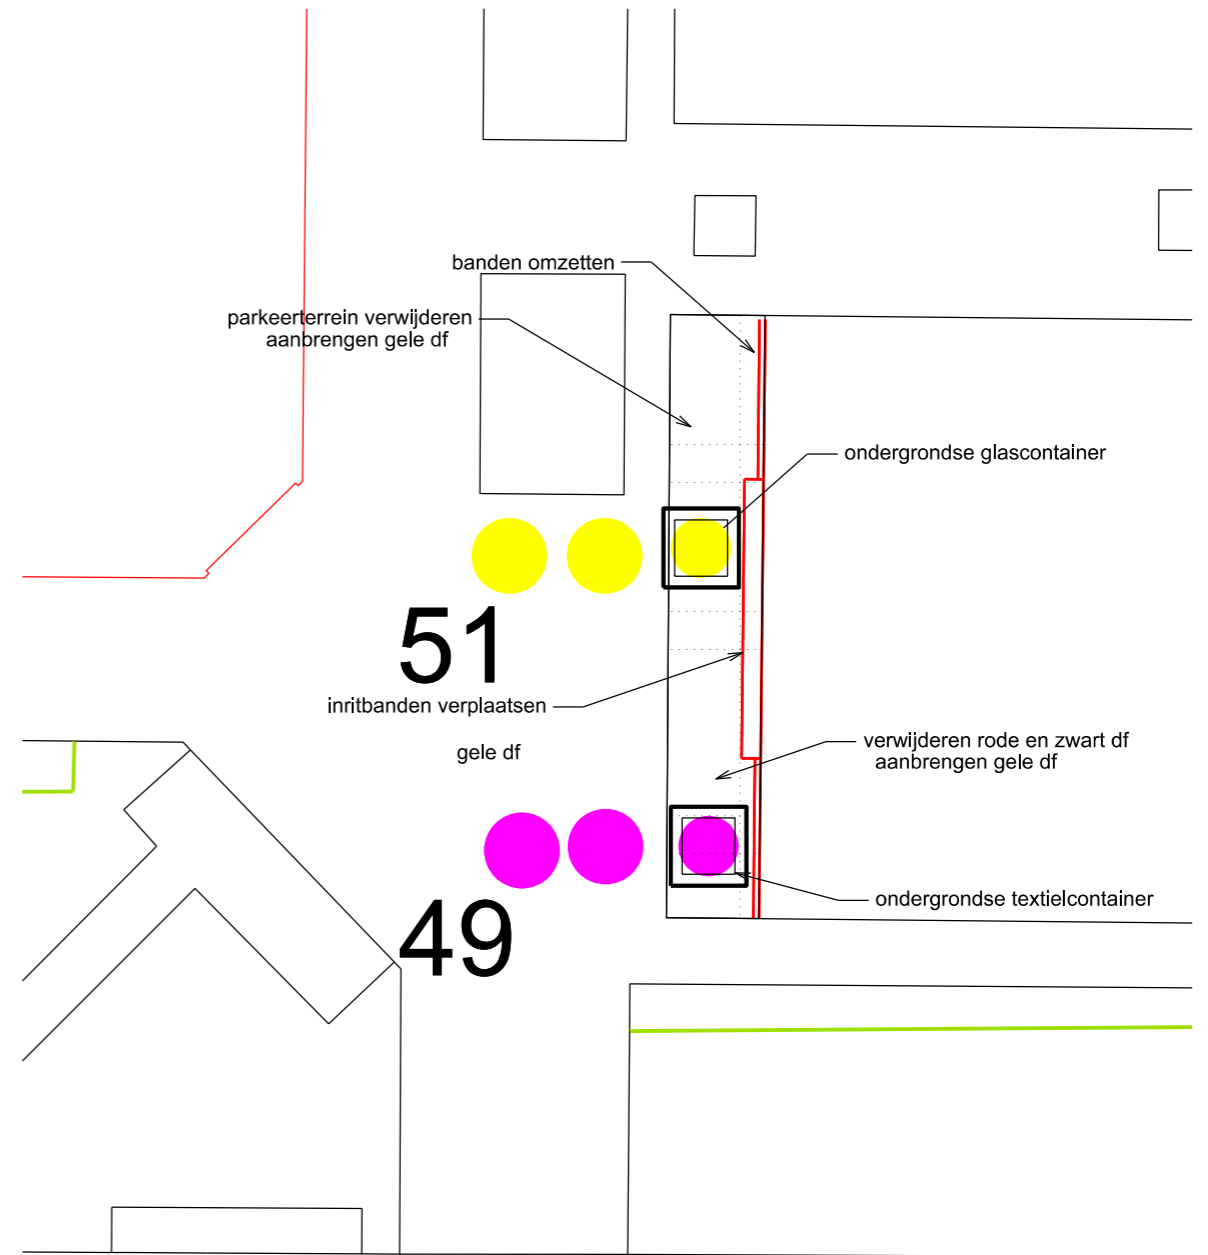 banden omzetten
parkeerterrein verwijderen
aanbrengen gele df
ondergrondse glascontainer
51
inritbanden verplaatsen
gele df
verwijderen rode en zwart df
aanbrengen gele df
ondergrondse textielcontainer
49